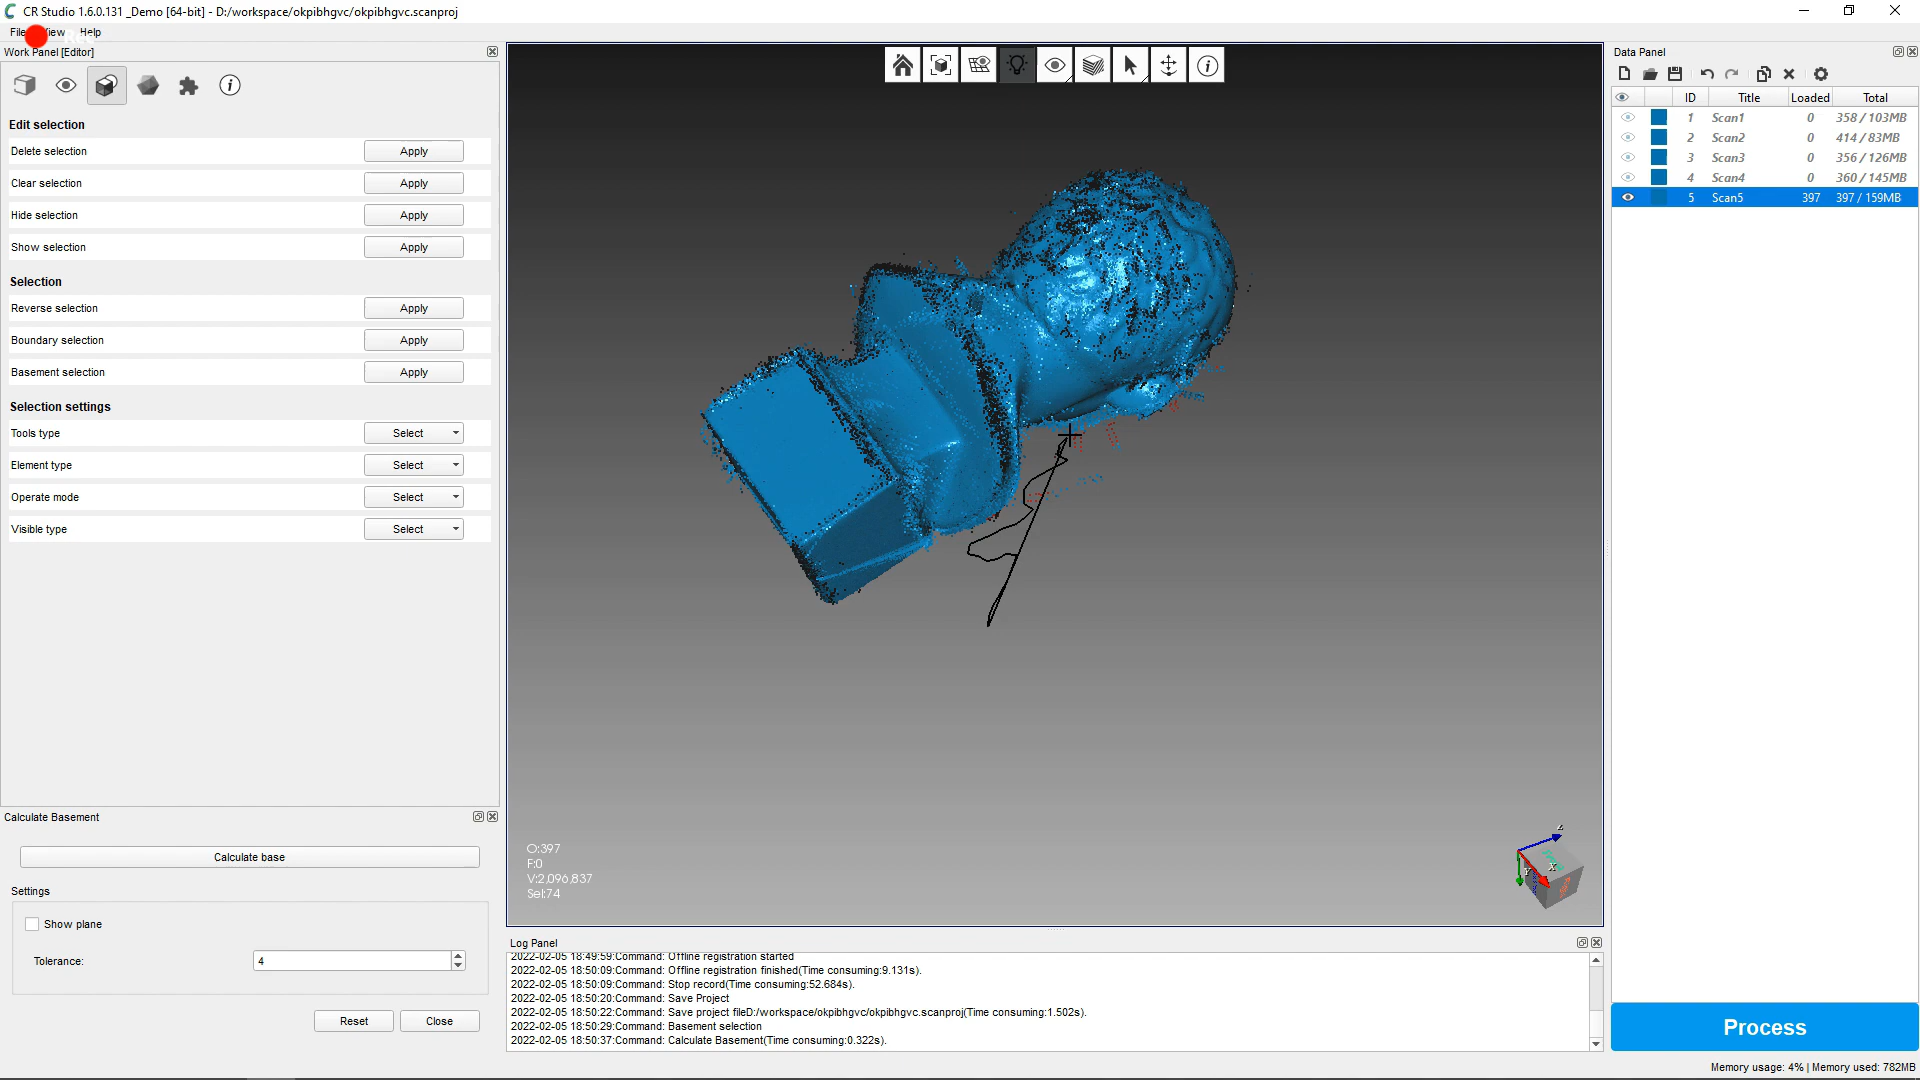 CR Studio 1.6.0.131 _Demo [64-bit] - D:/workspace/okpibhgvc/okpibhgvc.scanproj
File View Help
Work Panel [Editor]
Edit selection
Delete selection Apply
Clear selection Apply
Hide selection Apply
Show selection Apply
Selection
Reverse selection Apply
Boundary selection Apply
Basement selection Apply
Selection settings
Tools type Select
Element type Select
Operate mode Select
Visible type Select
Calculate Basement
Calculate base
Settings
Show plane
Tolerance: 4
Reset Close
O:397
F:0
V:2,096,837
Sel:74
Z
X
Y
Log Panel
2022-02-05 18:49:59:Command: Offline registration started
2022-02-05 18:50:09:Command: Offline registration finished(Time consuming:9.131s).
2022-02-05 18:50:09:Command: Stop record(Time consuming:52.684s).
2022-02-05 18:50:20:Command: Save Project
2022-02-05 18:50:22:Command: Save project fileD:/workspace/okpibhgvc/okpibhgvc.scanproj(Time consuming:1.502s).
2022-02-05 18:50:29:Command: Basement selection
2022-02-05 18:50:37:Command: Calculate Basement(Time consuming:0.322s).
Data Panel
ID Title Loaded Total
1 Scan1 0 358 / 103MB
2 Scan2 0 414 / 83MB
3 Scan3 0 356 / 126MB
4 Scan4 0 360 / 145MB
5 Scan5 397 397 / 159MB
Process
Memory usage: 4% | Memory used: 782MB